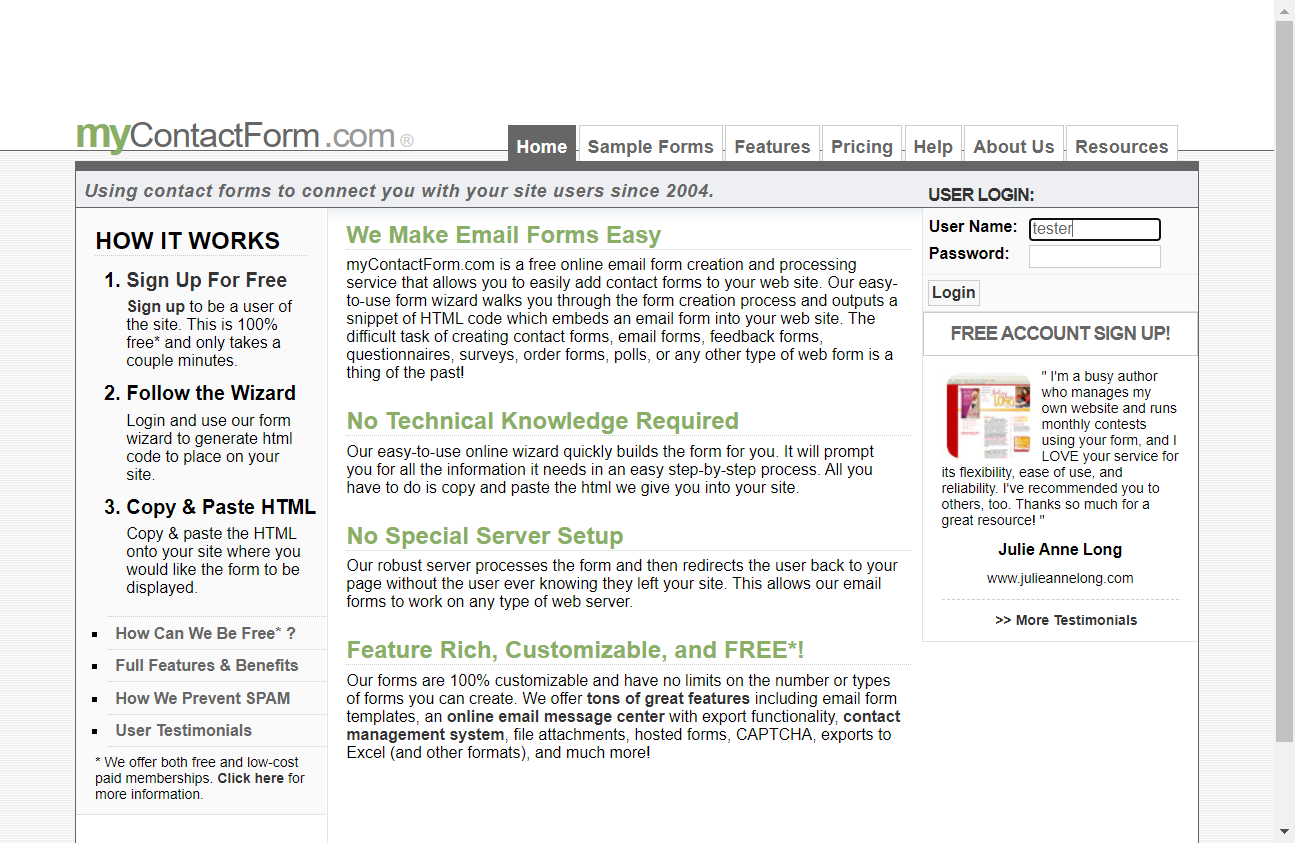 myContactForm.com ®
Home
Sample Forms
Features
Pricing
Help
About Us
Resources
Using contact forms to connect you with your site users since 2004.
USER LOGIN:
User Name: tester
Password:
Login
HOW IT WORKS
1. Sign Up For Free
Sign up to be a user of
the site. This is 100%
free* and only takes a
couple minutes.
2. Follow the Wizard
Login and use our form
wizard to generate html
code to place on your
site.
3. Copy & Paste HTML
Copy & paste the HTML
onto your site where you
would like the form to be
displayed.
How Can We Be Free* ?
Full Features & Benefits
How We Prevent SPAM
User Testimonials
* We offer both free and low-cost
paid memberships. Click here for
more information.
We Make Email Forms Easy
myContactForm.com is a free online email form creation and processing
service that allows you to easily add contact forms to your web site. Our easy-
to-use form wizard walks you through the form creation process and outputs a
snippet of HTML code which embeds an email form into your web site. The
difficult task of creating contact forms, email forms, feedback forms,
questionnaires, surveys, order forms, polls, or any other type of web form is a
thing of the past!
No Technical Knowledge Required
Our easy-to-use online wizard quickly builds the form for you. It will prompt
you for all the information it needs in an easy step-by-step process. All you
have to do is copy and paste the html we give you into your site.
No Special Server Setup
Our robust server processes the form and then redirects the user back to your
page without the user ever knowing they left your site. This allows our email
forms to work on any type of web server.
Feature Rich, Customizable, and FREE*!
Our forms are 100% customizable and have no limits on the number or types
of forms you can create. We offer tons of great features including email form
templates, an online email message center with export functionality, contact
management system, file attachments, hosted forms, CAPTCHA, exports to
Excel (and other formats), and much more!
FREE ACCOUNT SIGN UP!
" I'm a busy author
who manages my
own website and runs
monthly contests
using your form, and I
LOVE your service for
its flexibility, ease of use, and
reliability. I've recommended you to
others, too. Thanks so much for a
great resource! "
Julie Anne Long
www.julieannelong.com
>> More Testimonials